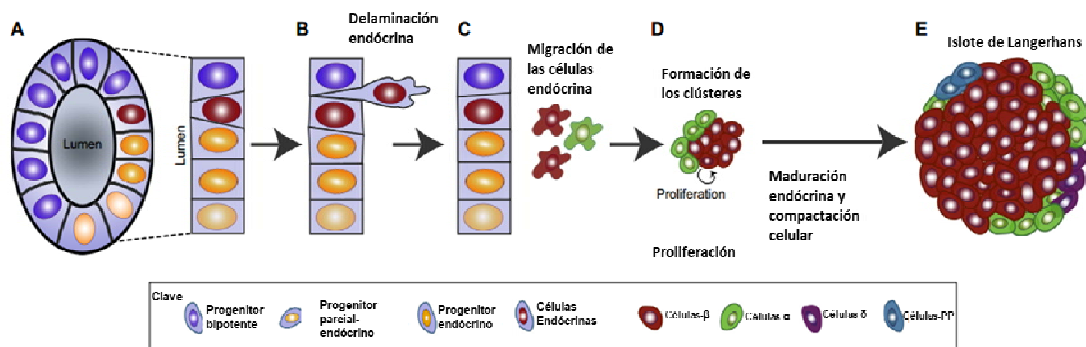 A
B
C
D
E
Delaminación
endócrina
Migración de
las células
endócrina
Formación de
los clústeres
Islote de Langerhans
Lumen
Lumen
Proliferation
Proliferación
Maduración
endócrina y
compactación
celular
Clave
Progenitor
bipotente
Progenitor
parcial-
endócrino
Progenitor
endócrino
Células
Endócrinas
Células-β
Células α
Células δ
Células-PP